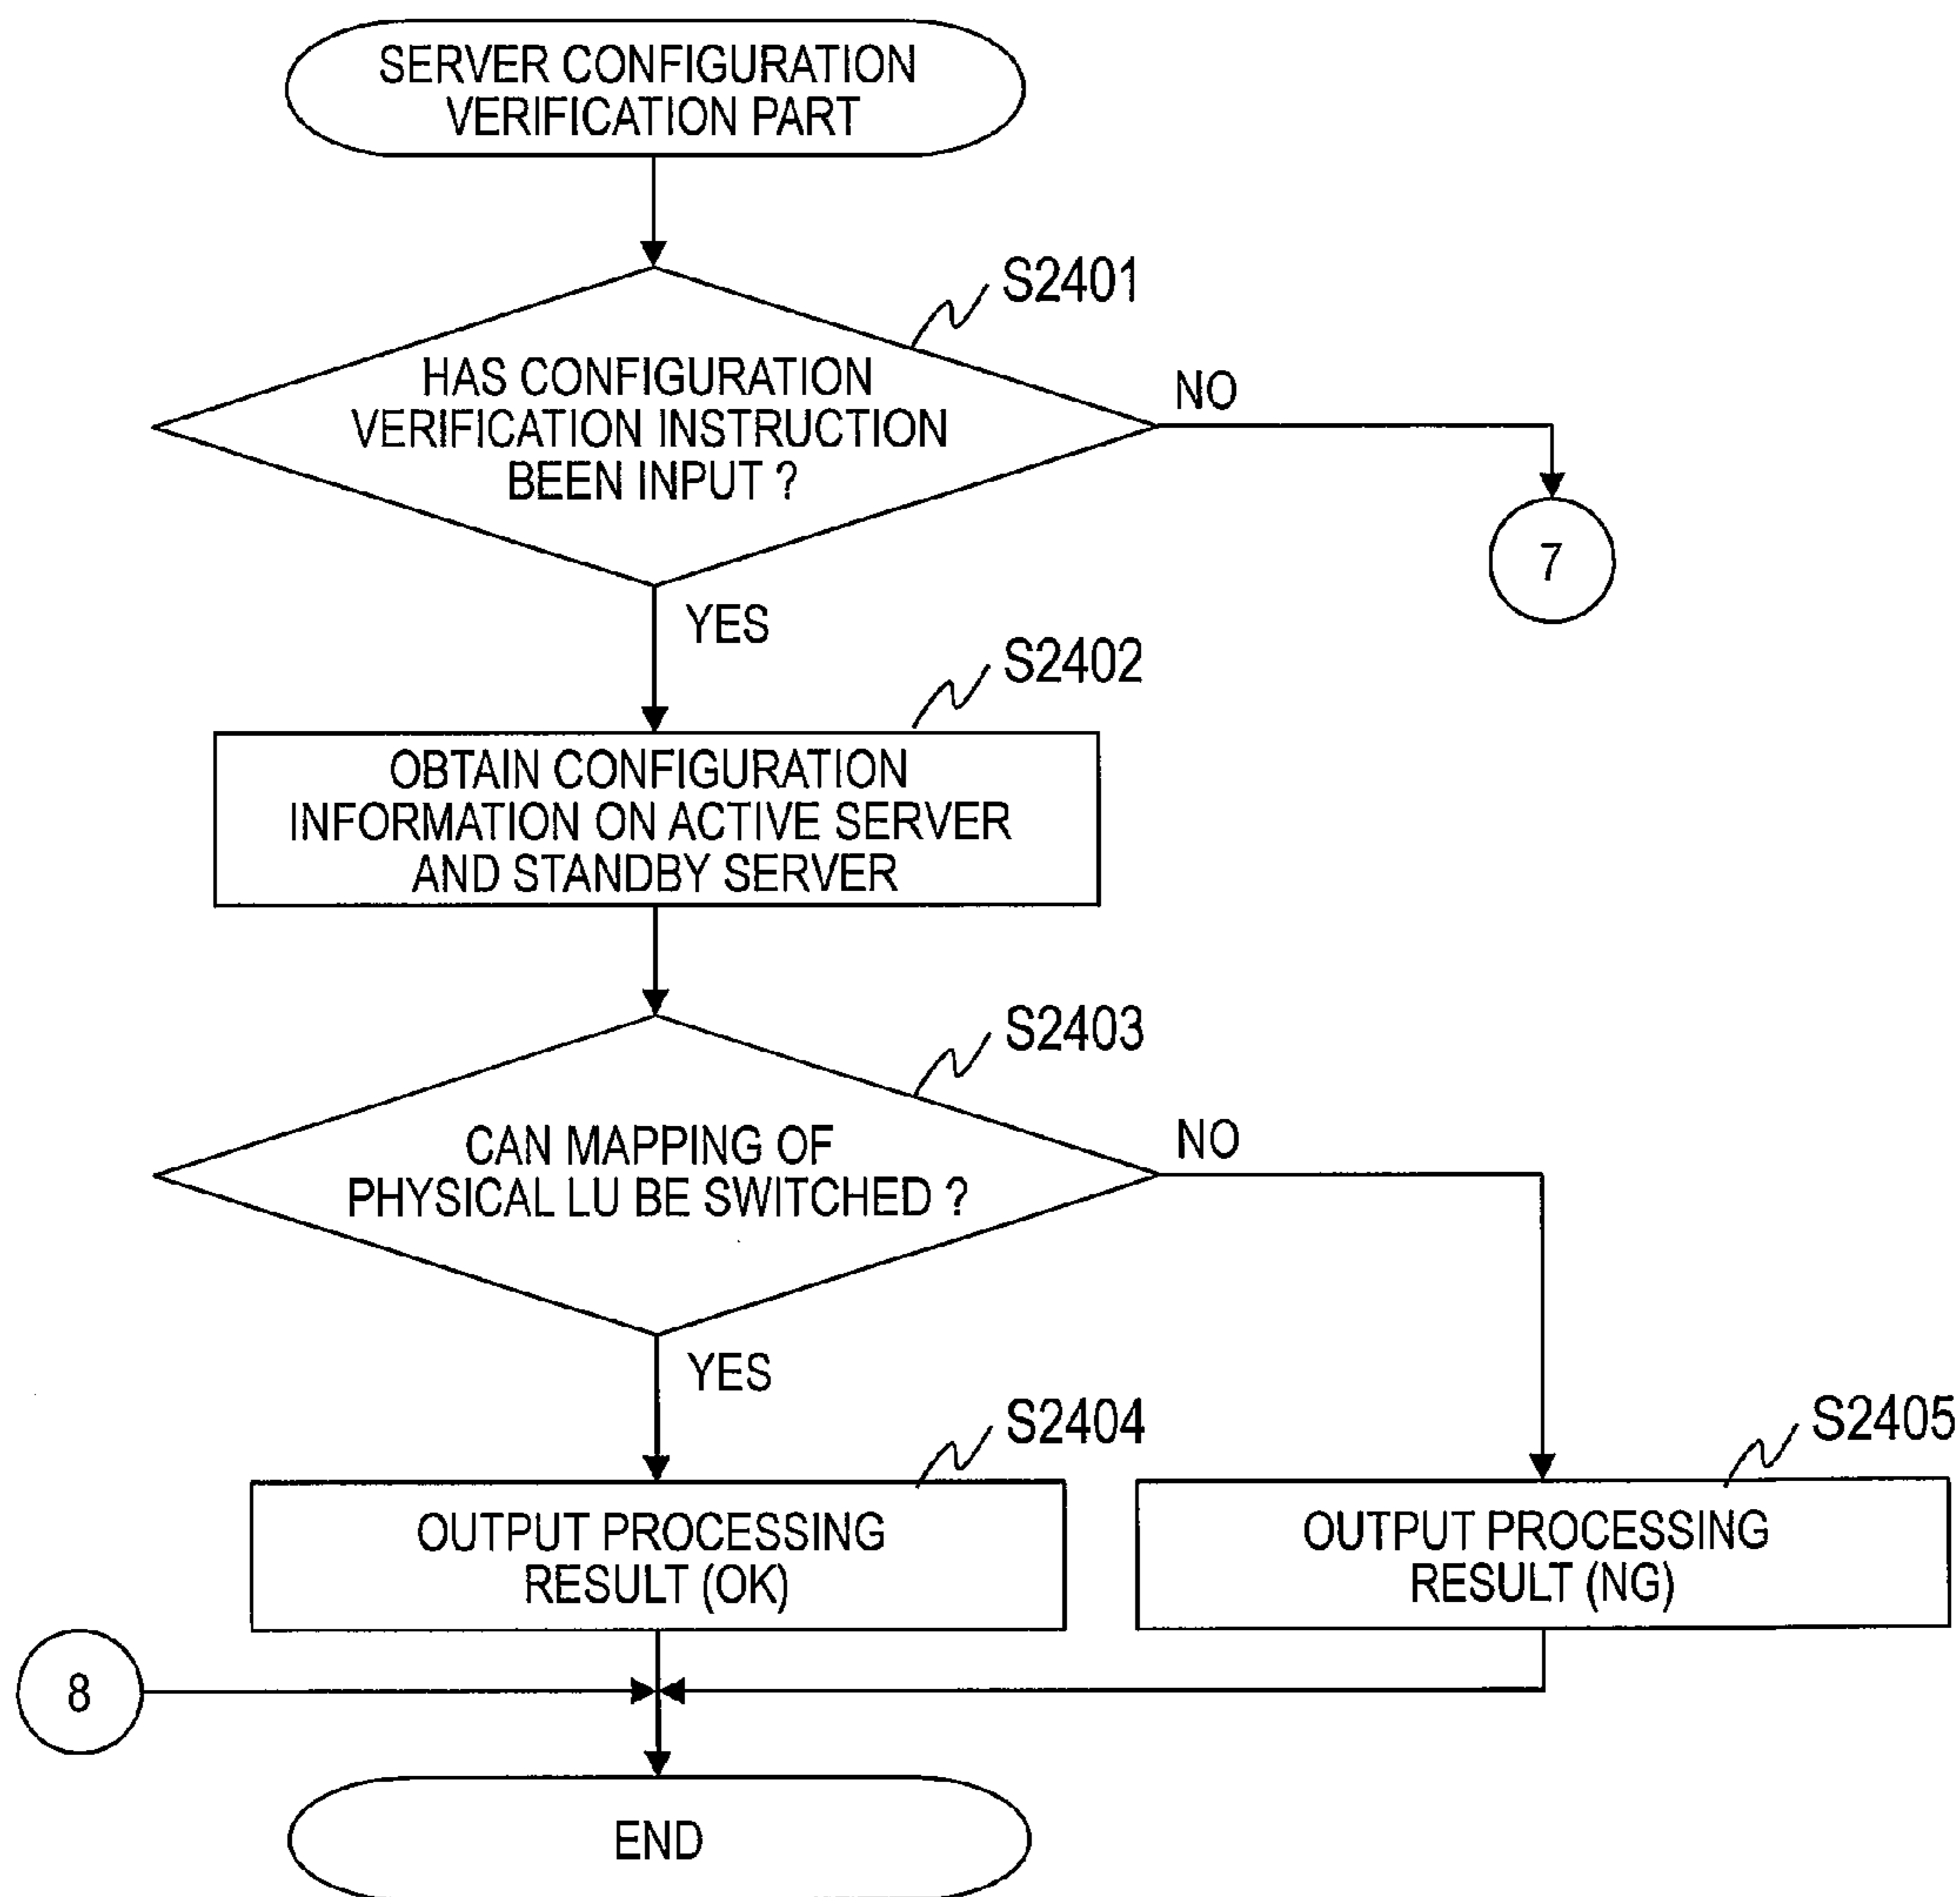 SERVER CONFIGURATION
VERIFICATION PART
S2401
HAS CONFIGURATION
VERIFICATION INSTRUCTION
BEEN INPUT ?
NO
7
YES
S2402
OBTAIN CONFIGURATION
INFORMATION ON ACTIVE SERVER
AND STANDBY SERVER
S2403
CAN MAPPING OF
PHYSICAL LU BE SWITCHED ?
NO
YES
S2404
OUTPUT PROCESSING
RESULT (OK)
S2405
OUTPUT PROCESSING
RESULT (NG)
8
END